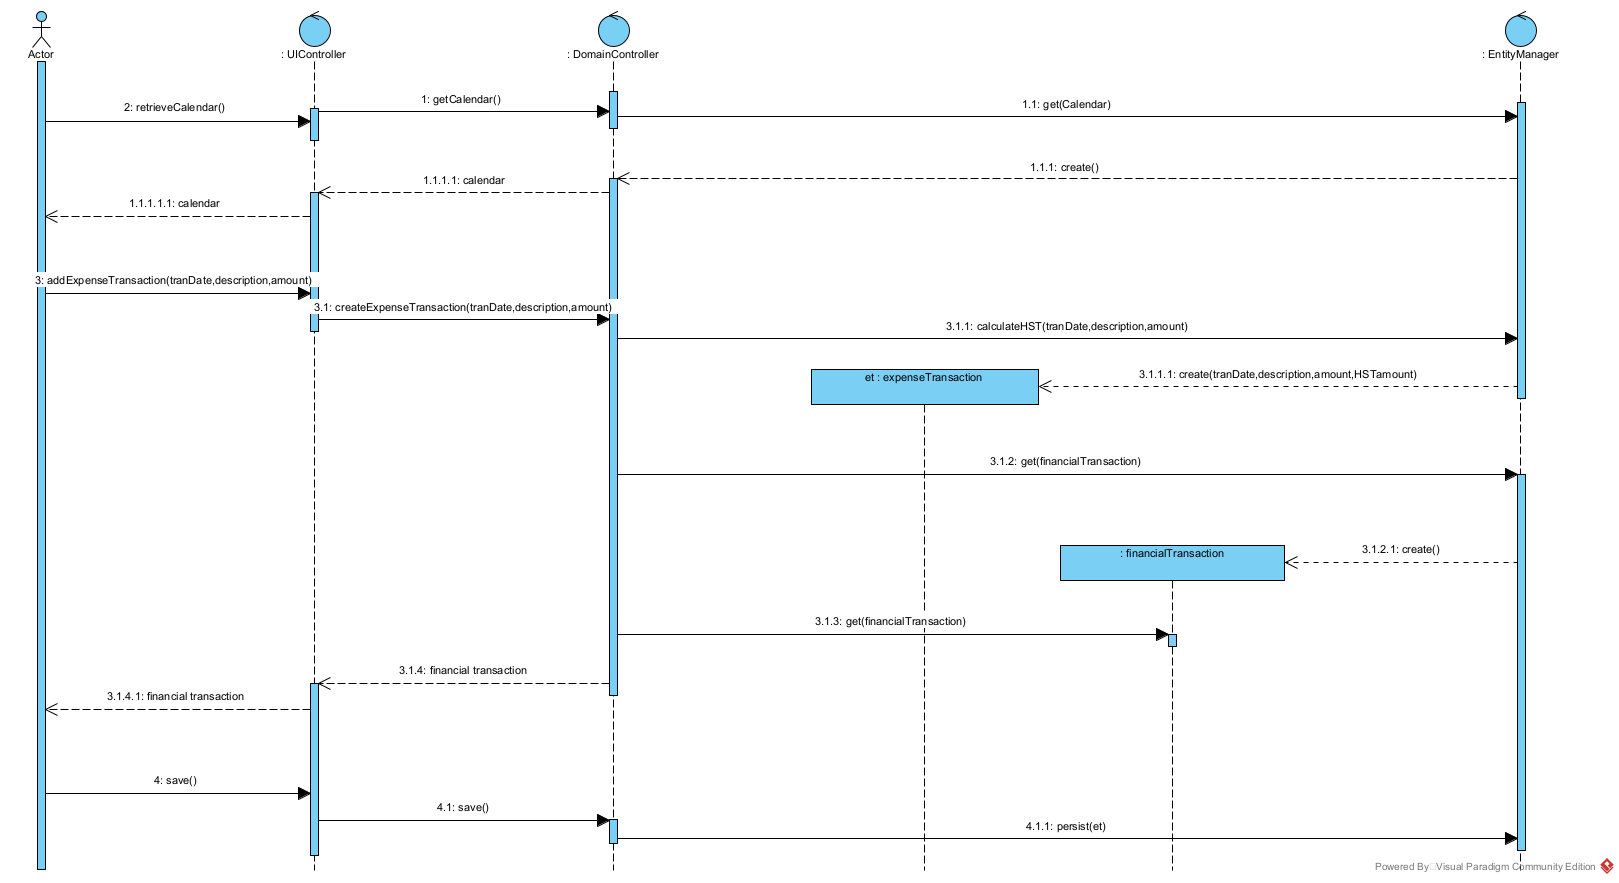 Actor
: UIController
: DomainController
: EntityManager
2: retrieveCalendar()
1: getCalendar()
1.1: get(Calendar)
1.1.1: create()
1.1.1.1: calendar
1.1.1.1.1: calendar
3: addExpenseTransaction(tranDate,description,amount)
3.1: createExpenseTransaction(tranDate,description,amount)
3.1.1: calculateHST(tranDate,description,amount)
et : expenseTransaction
3.1.1.1: create(tranDate,description,amount,HSTamount)
3.1.2: get(financialTransaction)
: financialTransaction
3.1.2.1: create()
3.1.3: get(financialTransaction)
3.1.4: financial transaction
3.1.4.1: financial transaction
4: save()
4.1: save()
4.1.1: persist(et)
Powered By Visual Paradigm Community Edition